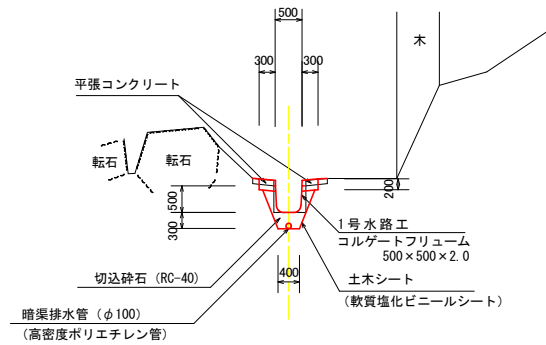 500
木
300
300
平張コンクリート
転石
転石
200
500
300
1号水路工
コルゲートフリューム
500×500×2.0
切込砕石（RC-40）
400
土木シート
（軟質塩化ビニールシート）
暗渠排水管（φ100）
（高密度ポリエチレン管）